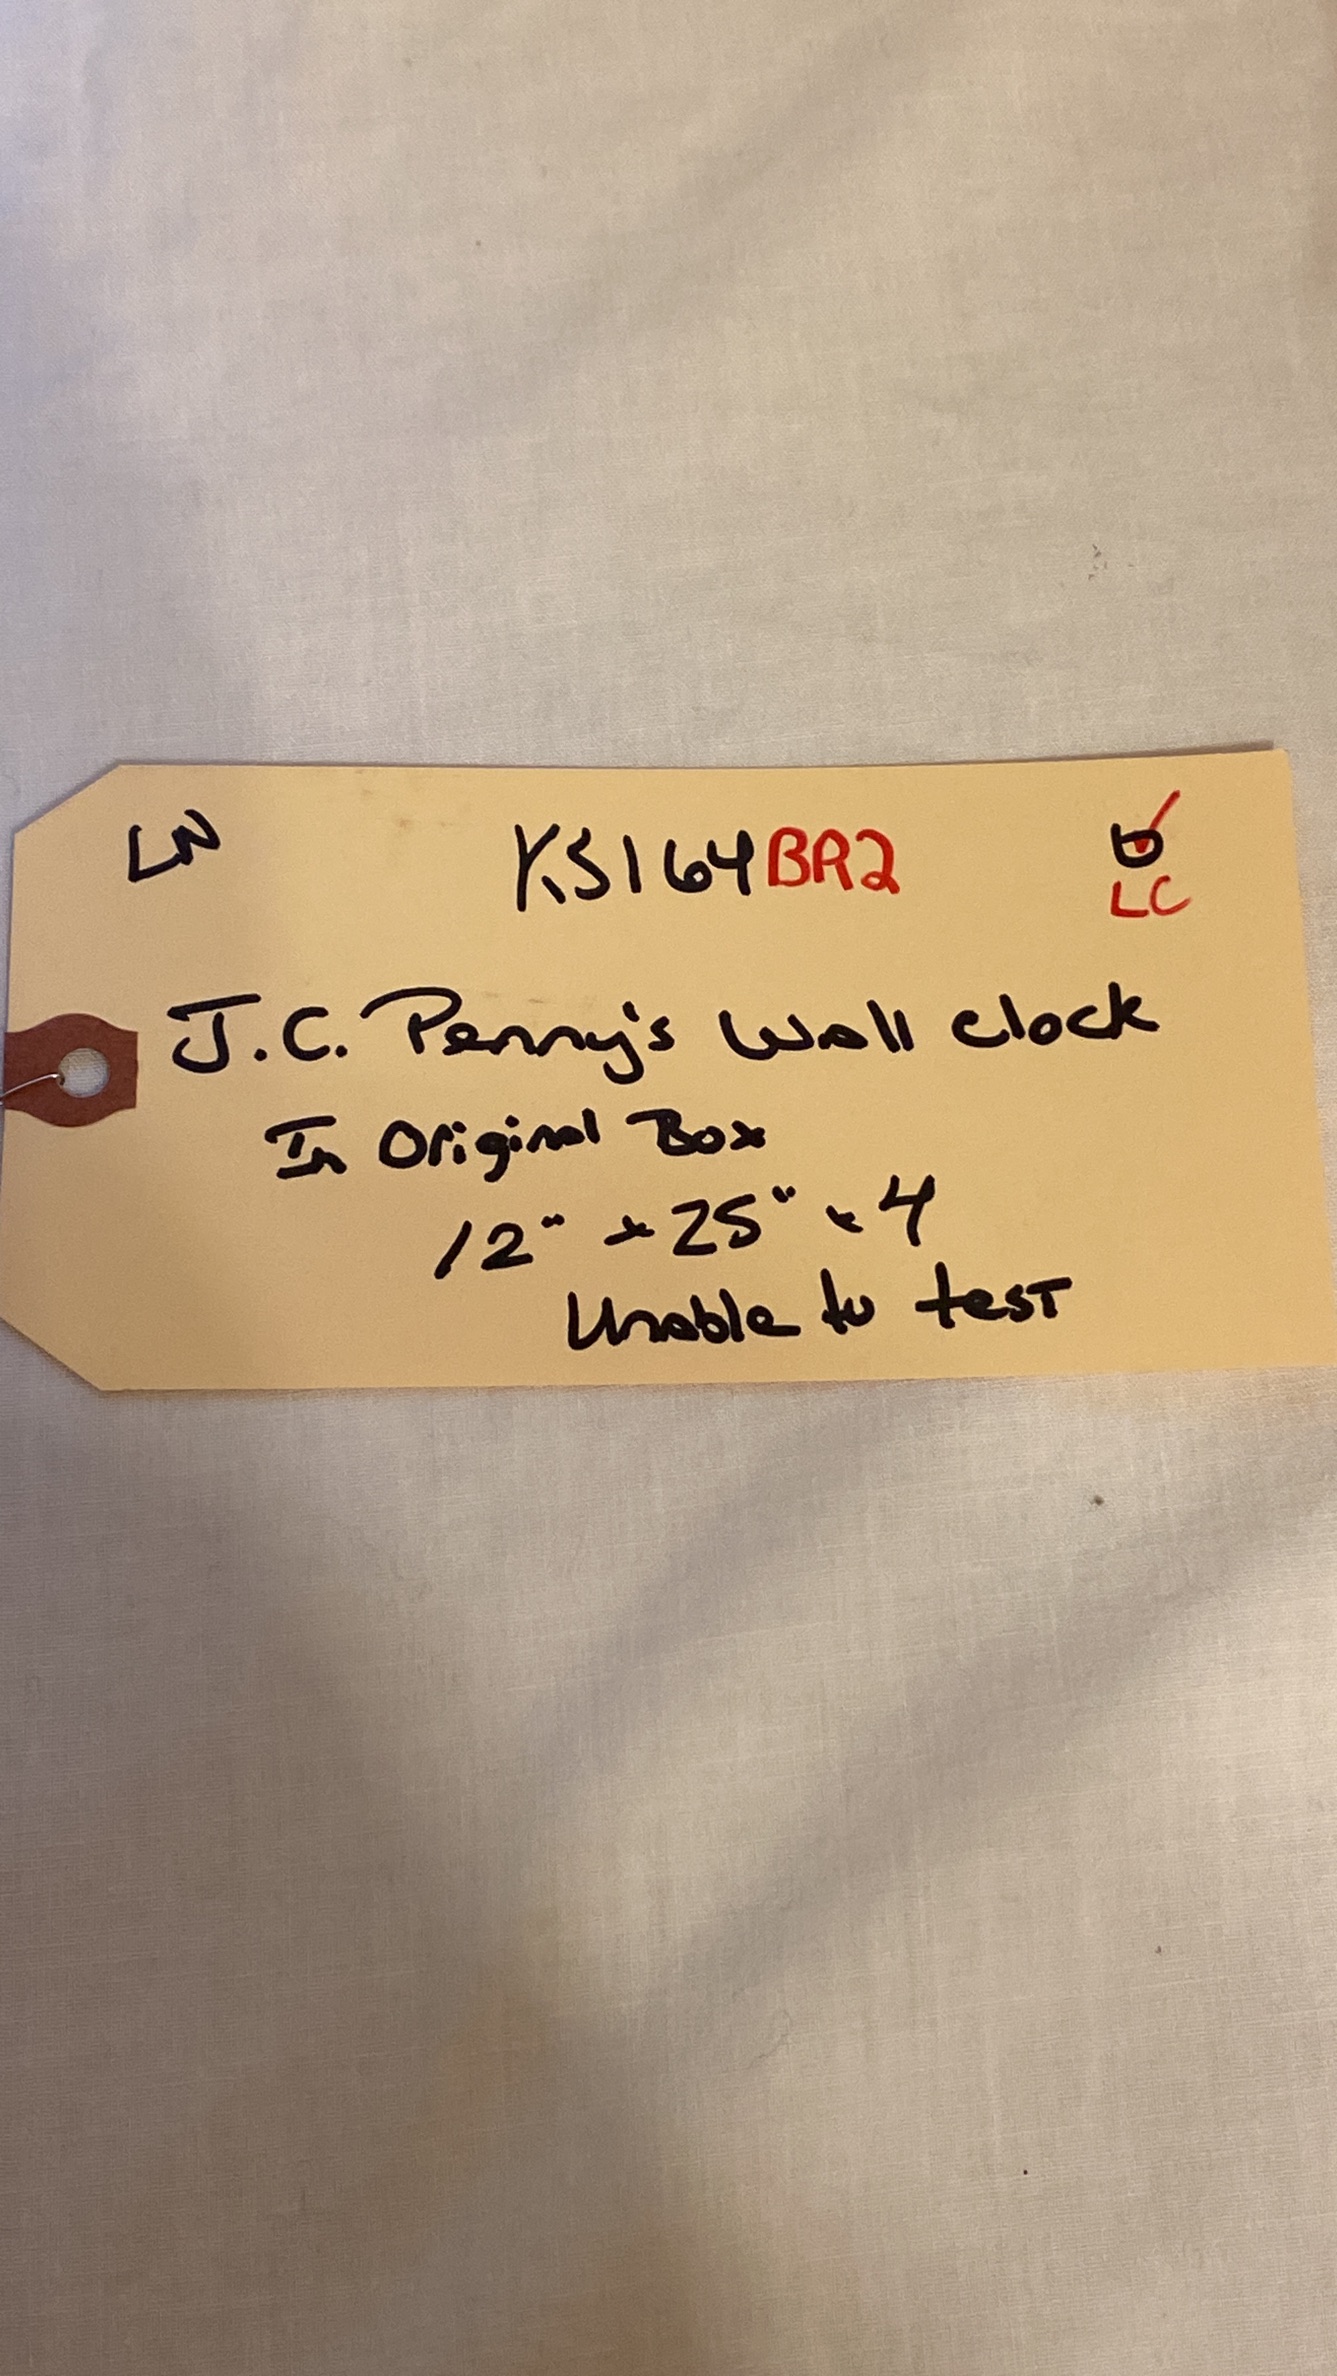 LN KS164BR2
LC
J.C. Penny's Wall Clock
In Original Box
12" x 25" x 4
Unable to test